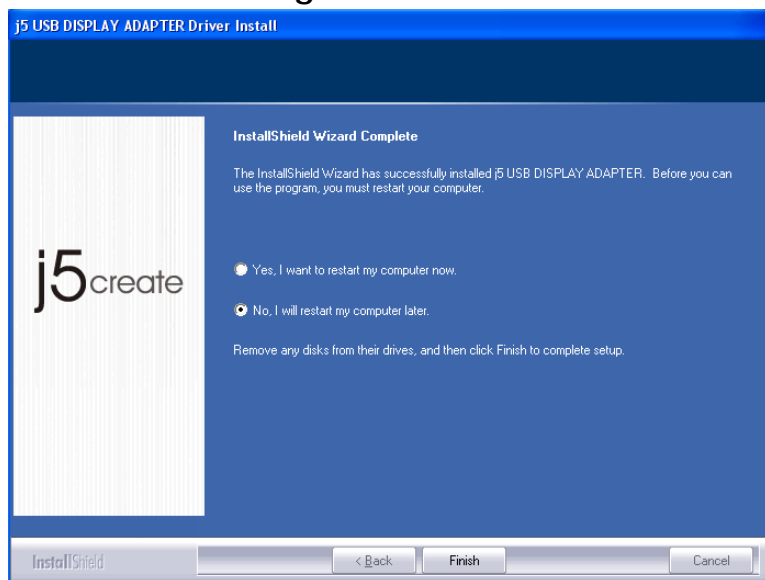 j5 USB DISPLAY ADAPTER Driver Install
InstallShield Wizard Complete
The InstallShield Wizard has successfully installed j5 USB DISPLAY ADAPTER. Before you can
use the program, you must restart your computer.
j5create
Yes, I want to restart my computer now.
No, I will restart my computer later.
Remove any disks from their drives, and then click Finish to complete setup.
InstallShield
< Back
Finish
Cancel